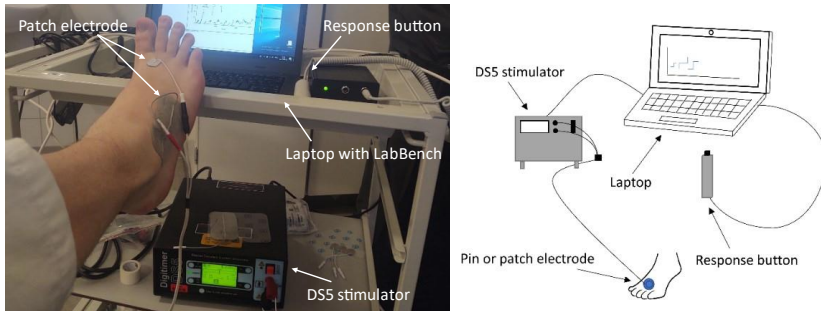 Patch electrode
Response button
Laptop with LabBench
Digitimer
DS5 stimulator
DS5 stimulator
Laptop
Response button
Pin or patch electrode